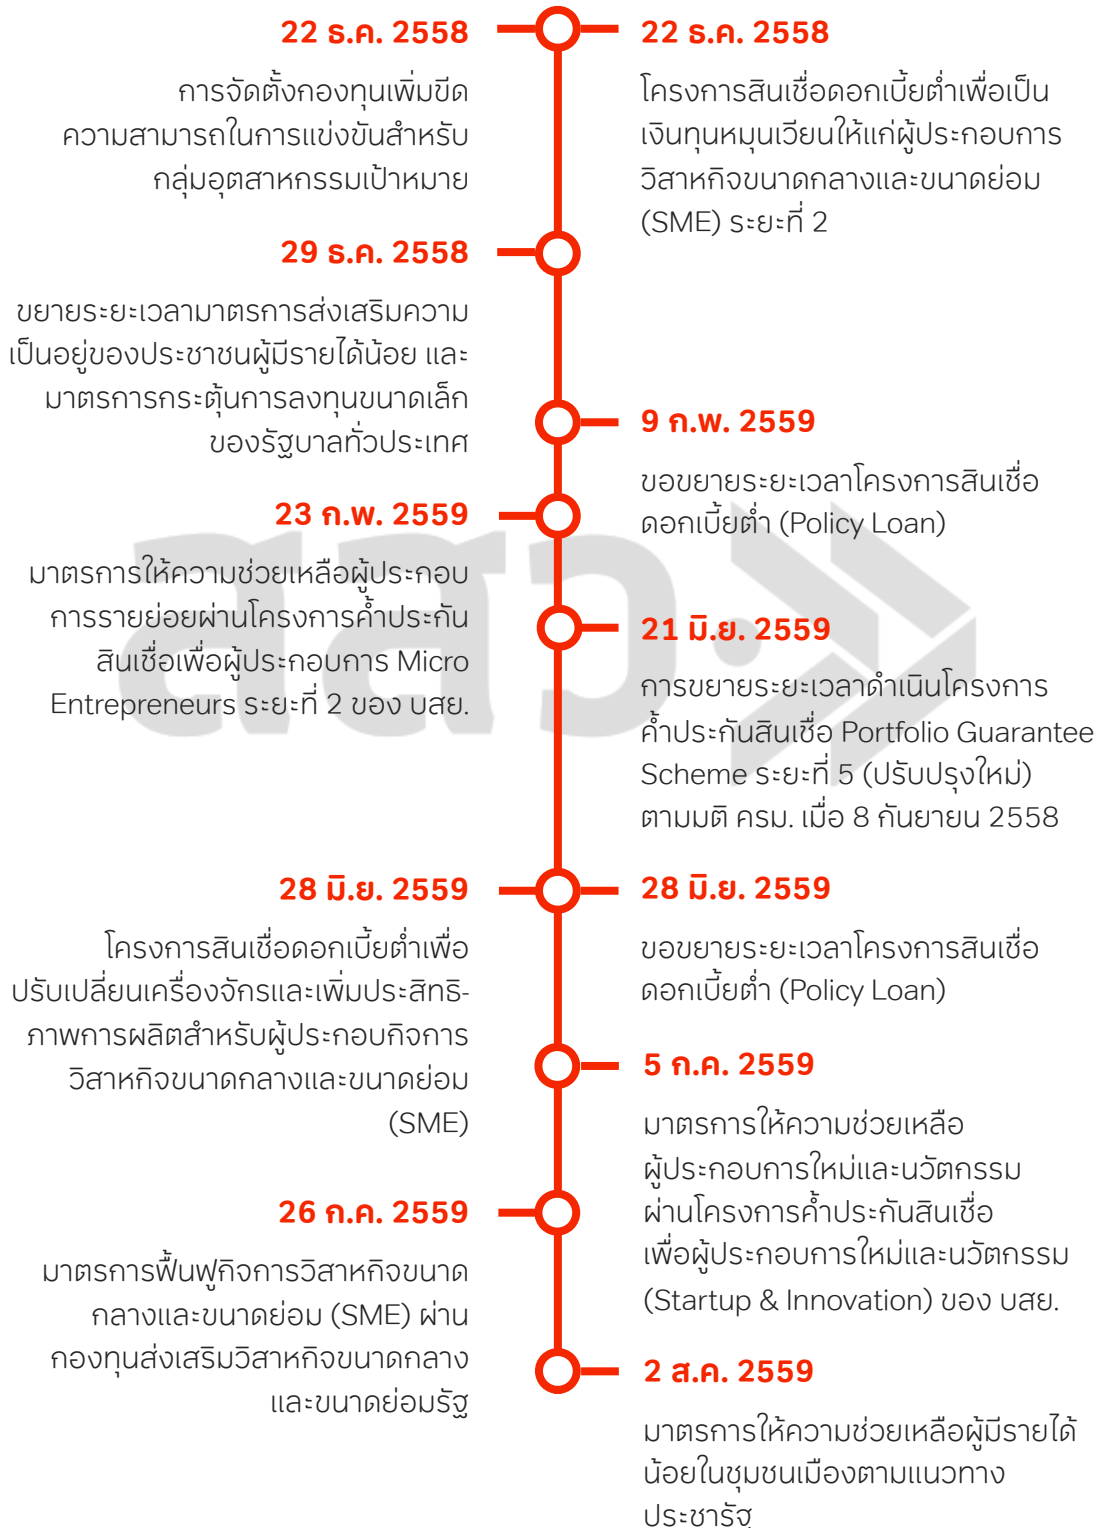 22 ธ.ค. 2558
การจัดตั้งกองทุนเพิ่มขีด
ความสามารถในการแข่งขันสำหรับ
กลุ่มอุตสาหกรรมเป้าหมาย
22 ธ.ค. 2558
โครงการสินเชื่อดอกเบี้ยต่ำเพื่อเป็น
เงินทุนหมุนเวียนให้แก่ผู้ประกอบการ
วิสาหกิจขนาดกลางและขนาดย่อม
(SME) ระยะที่ 2
29 ธ.ค. 2558
ขยายระยะเวลามาตรการส่งเสริมความ
เป็นอยู่ของประชาชนผู้มีรายได้น้อย และ
มาตรการกระตุ้นการลงทุนขนาดเล็ก
ของรัฐบาลทั่วประเทศ
9 ก.พ. 2559
ขอขยายระยะเวลาโครงการสินเชื่อ
ดอกเบี้ยต่ำ (Policy Loan)
23 ก.พ. 2559
มาตรการให้ความช่วยเหลือผู้ประกอบ
การรายย่อยผ่านโครงการค้ำประกัน
สินเชื่อเพื่อผู้ประกอบการ Micro
Entrepreneurs ระยะที่ 2 ของ บสย.
21 มิ.ย. 2559
การขยายระยะเวลาดำเนินโครงการ
ค้ำประกันสินเชื่อ Portfolio Guarantee
Scheme ระยะที่ 5 (ปรับปรุงใหม่)
ตามมติ ครม. เมื่อ 8 กันยายน 2558
สสว.
28 มิ.ย. 2559
โครงการสินเชื่อดอกเบี้ยต่ำเพื่อ
ปรับเปลี่ยนเครื่องจักรและเพิ่มประสิทธิ-
ภาพการผลิตสำหรับผู้ประกอบกิจการ
วิสาหกิจขนาดกลางและขนาดย่อม
(SME)
28 มิ.ย. 2559
ขอขยายระยะเวลาโครงการสินเชื่อ
ดอกเบี้ยต่ำ (Policy Loan)
5 ก.ค. 2559
มาตรการให้ความช่วยเหลือ
ผู้ประกอบการใหม่และนวัตกรรม
ผ่านโครงการค้ำประกันสินเชื่อ
เพื่อผู้ประกอบการใหม่และนวัตกรรม
(Startup & Innovation) ของ บสย.
26 ก.ค. 2559
มาตรการฟื้นฟูกิจการวิสาหกิจขนาด
กลางและขนาดย่อม (SME) ผ่าน
กองทุนส่งเสริมวิสาหกิจขนาดกลาง
และขนาดย่อมรัฐ
2 ส.ค. 2559
มาตรการให้ความช่วยเหลือผู้มีรายได้
น้อยในชุมชนเมืองตามแนวทาง
ประชารัฐ